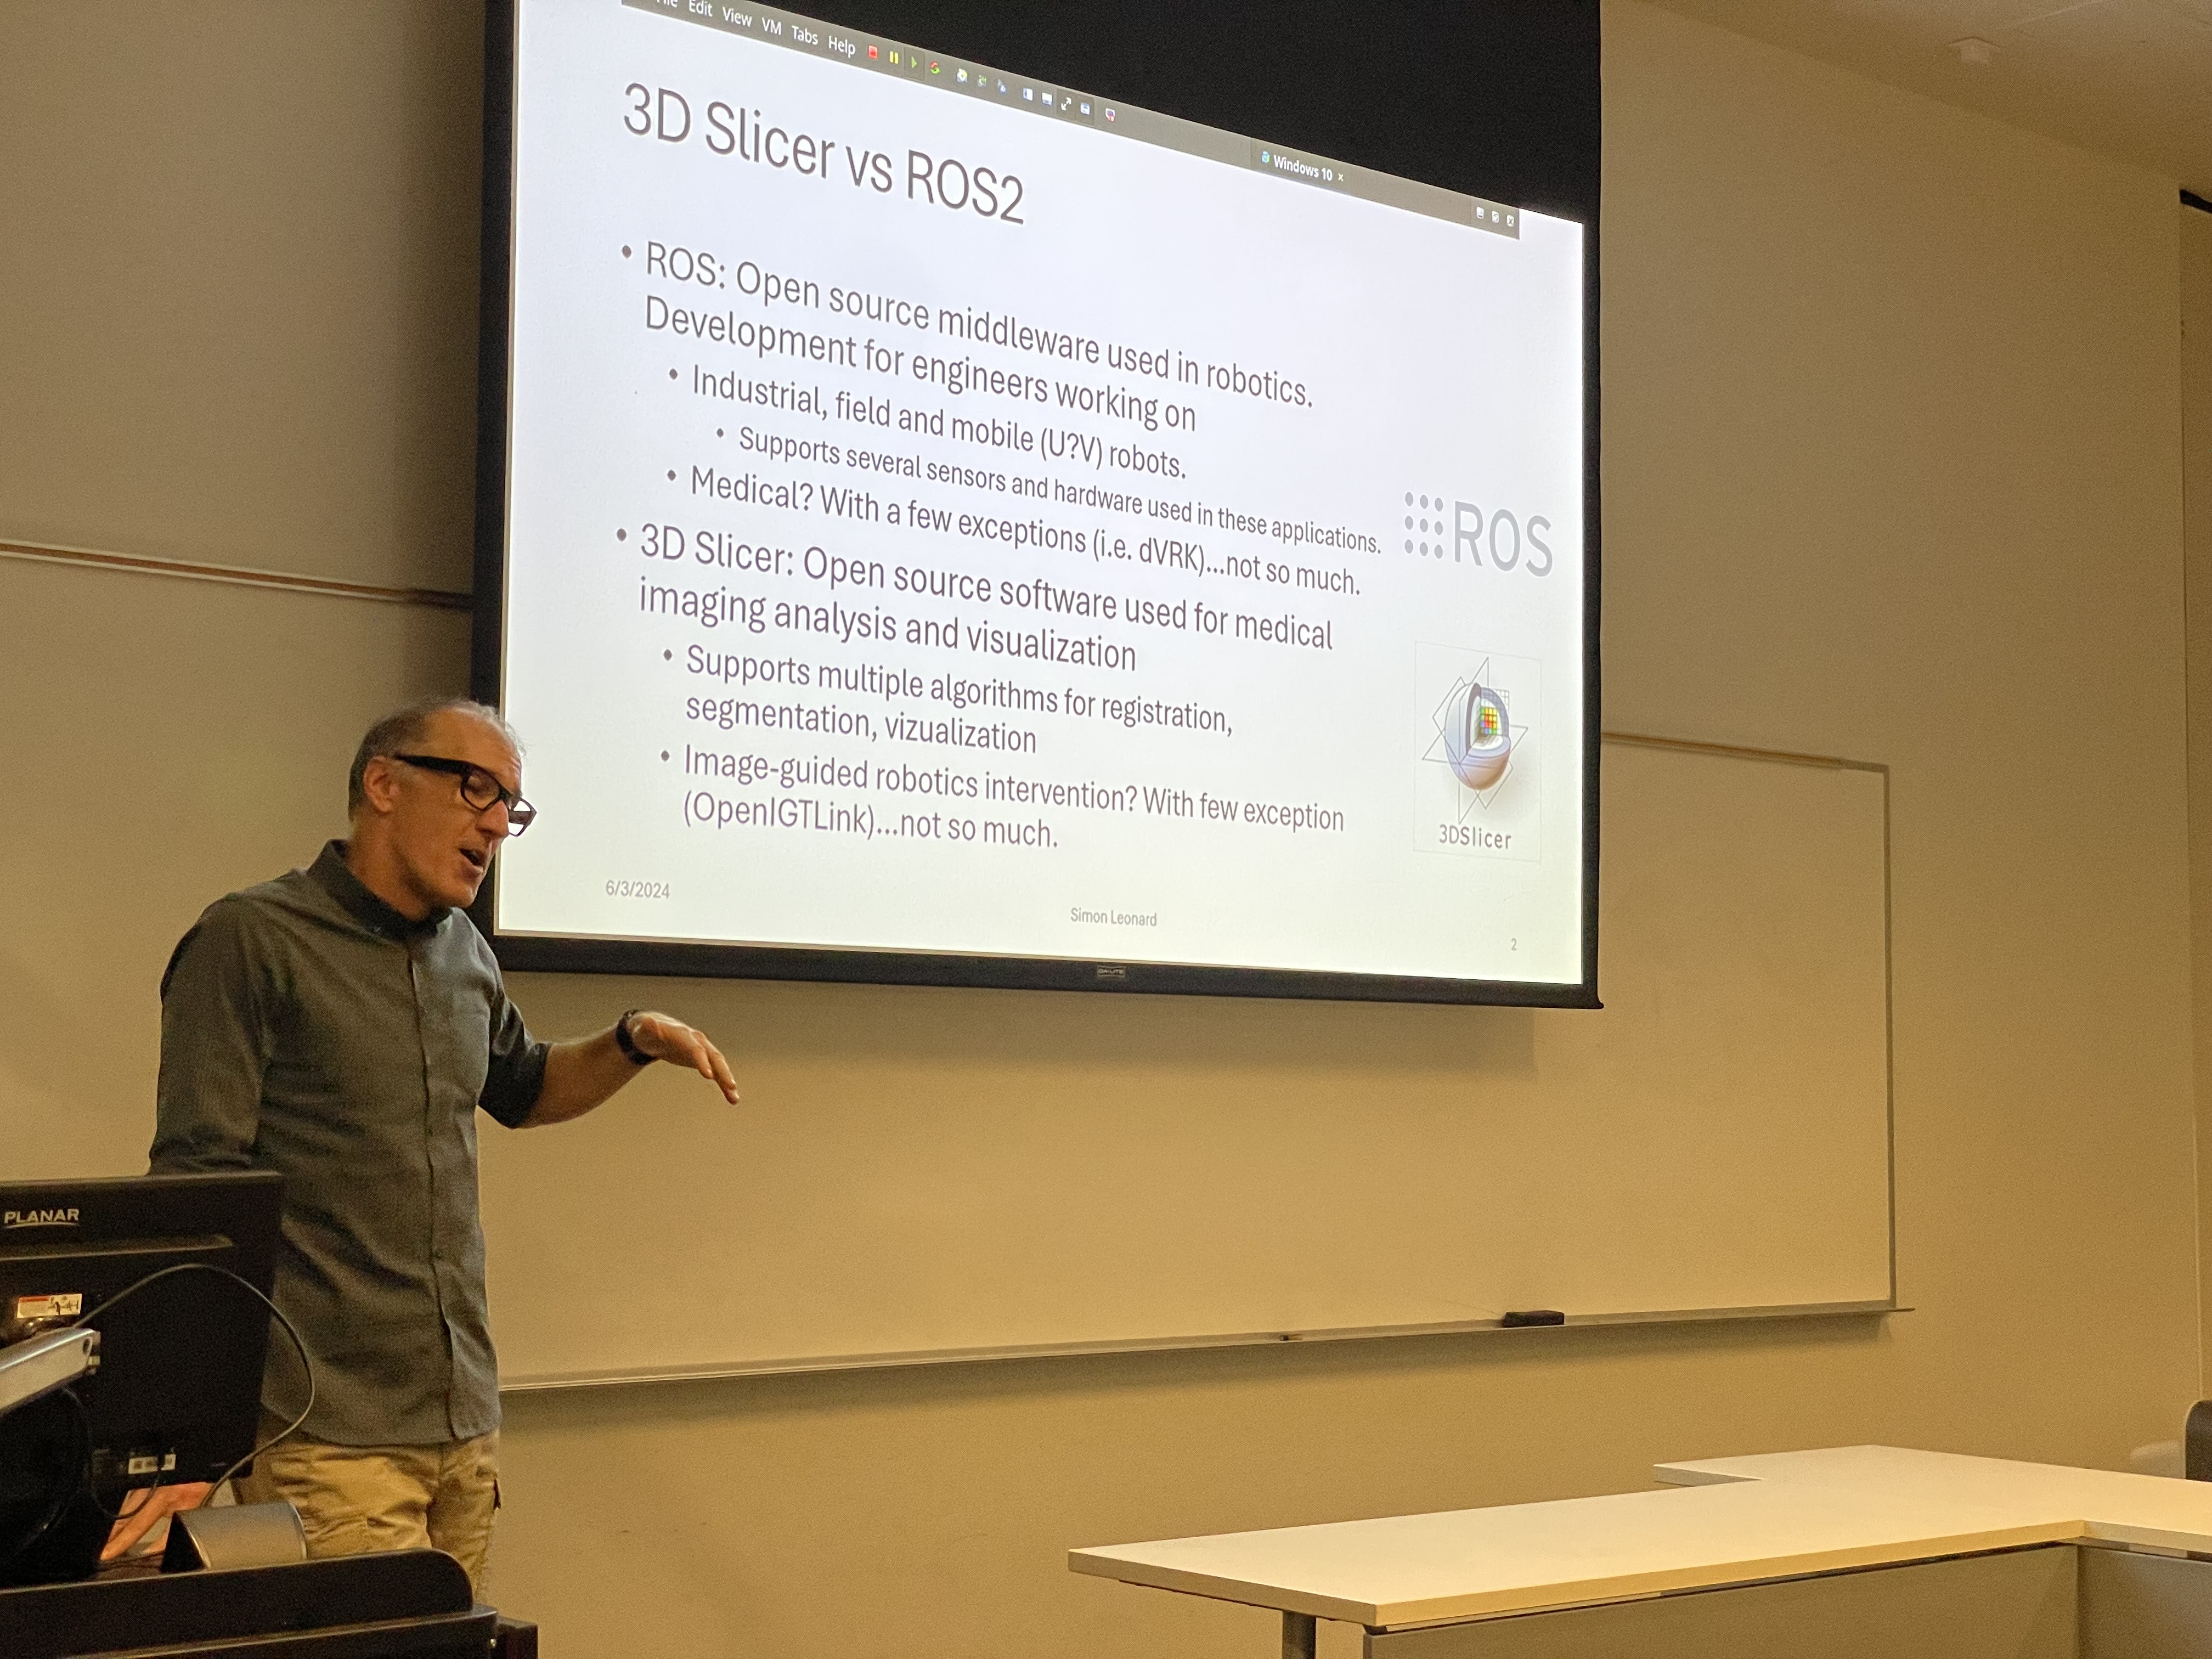 Edit View VM Tabs Help
Windows 10 ×
3D Slicer vs ROS2
• ROS: Open source middleware used in robotics.
Development for engineers working on
• Industrial, field and mobile (U?V) robots.
• Supports several sensors and hardware used in these applications.
• Medical? With a few exceptions (i.e. dVRK)...not so much.
ROS
• 3D Slicer: Open source software used for medical
imaging analysis and visualization
• Supports multiple algorithms for registration,
segmentation, vizualization
• Image-guided robotics intervention? With few exception
(OpenIGTLink)...not so much.
3DSlicer
6/3/2024
Simon Leonard
2
DA-LITE
PLANAR